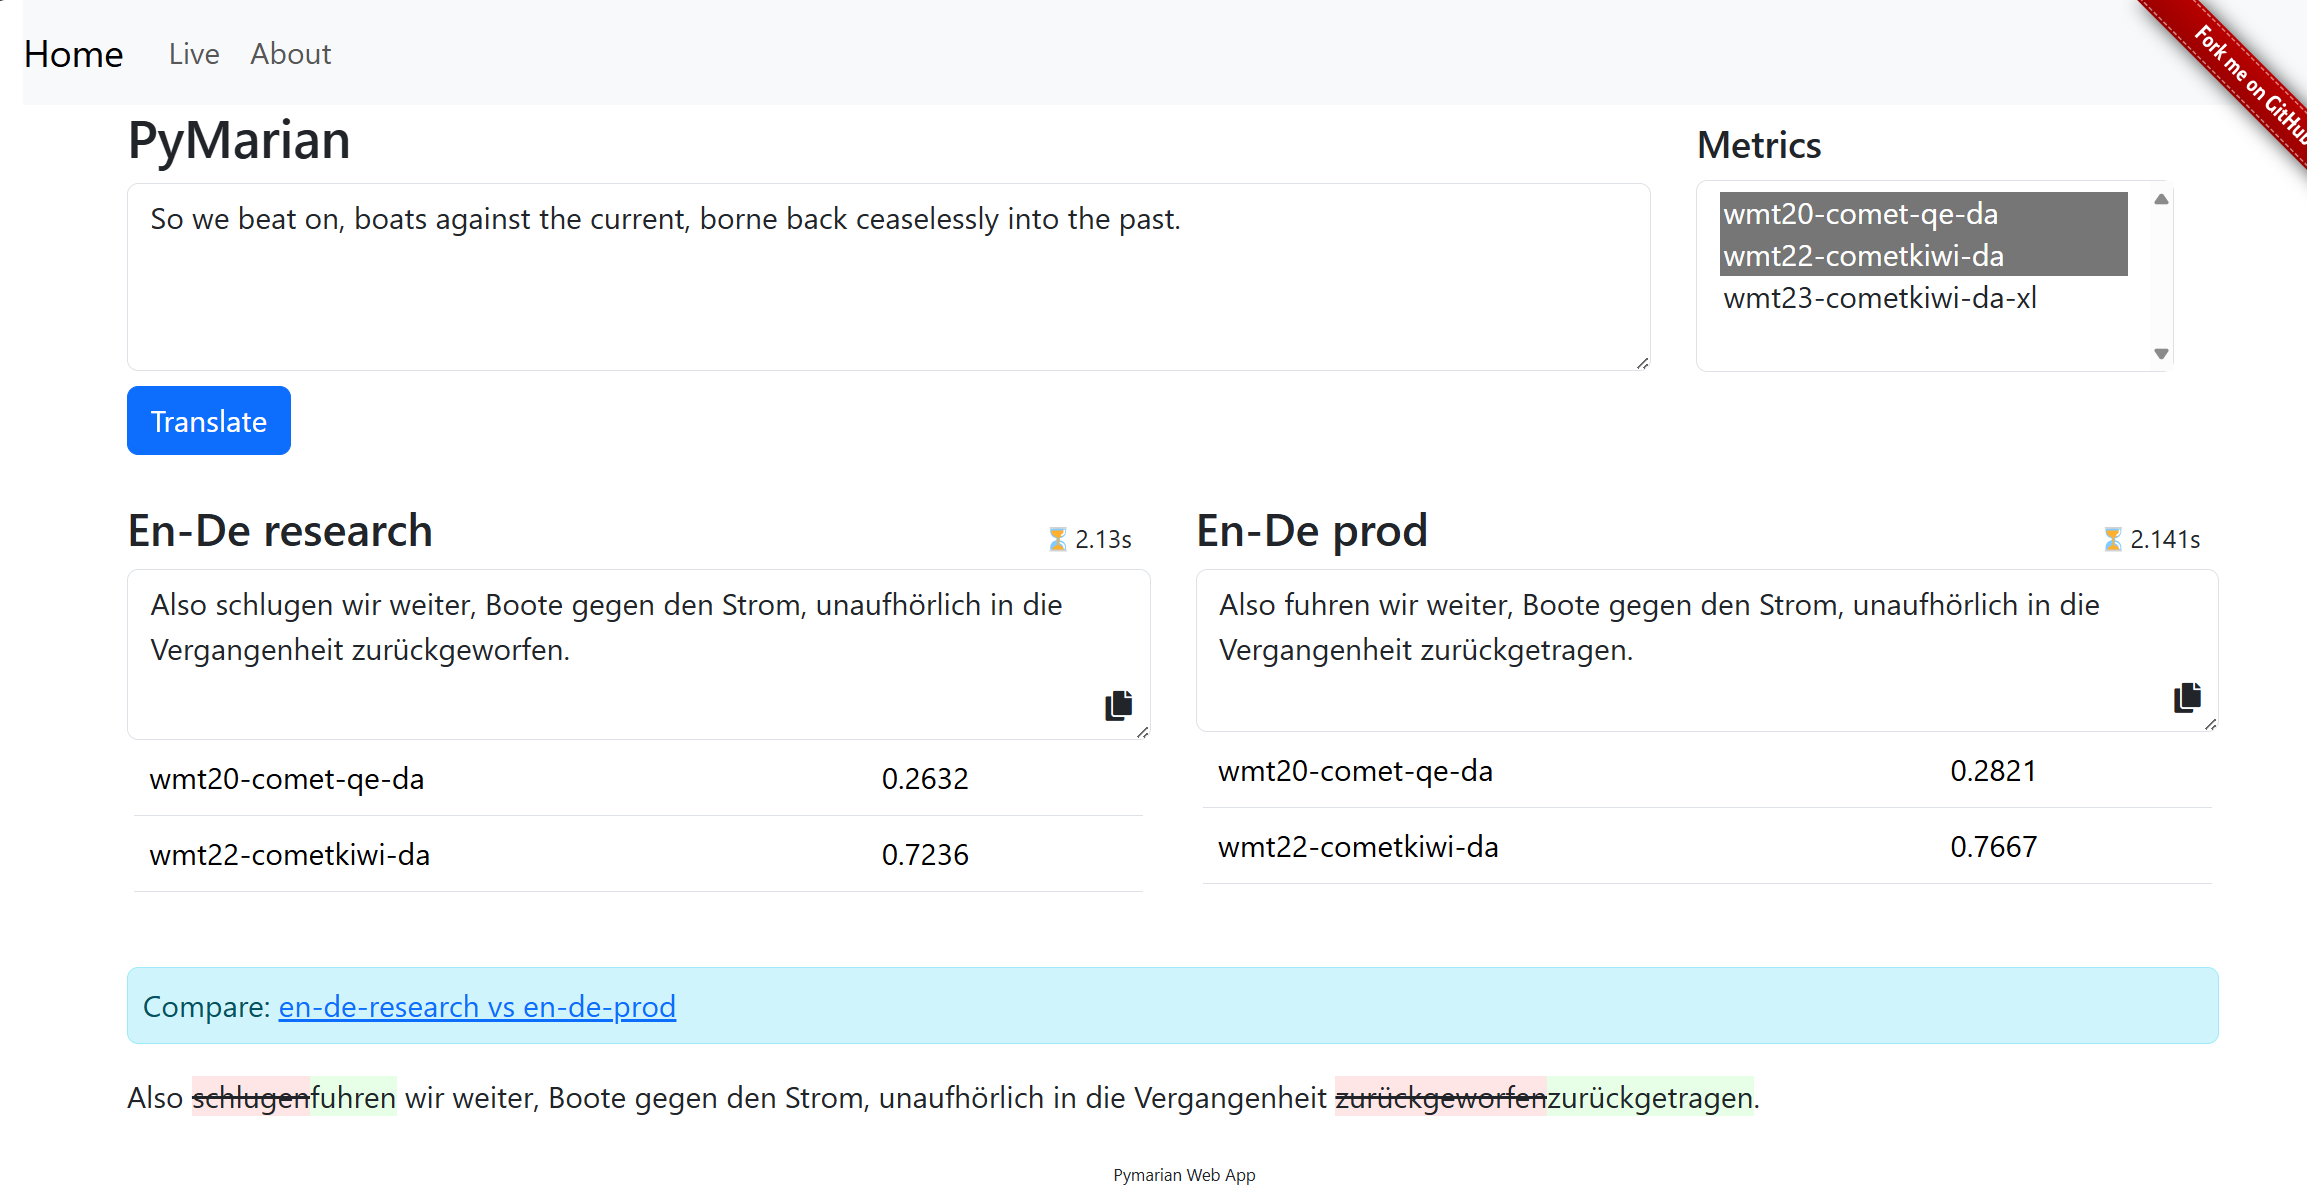 Home Live About
Fork me on GitHub
PyMarian
Metrics
So we beat on, boats against the current, borne back ceaselessly into the past.
wmt20-comet-qe-da
wmt22-cometkiwi-da
wmt23-cometkiwi-da-xl
Translate
En-De research
2.13s
Also schlugen wir weiter, Boote gegen den Strom, unaufhörlich in die
Vergangenheit zurückgeworfen.
wmt20-comet-qe-da 0.2632
wmt22-cometkiwi-da 0.7236
En-De prod
2.141s
Also fuhren wir weiter, Boote gegen den Strom, unaufhörlich in die
Vergangenheit zurückgetragen.
wmt20-comet-qe-da 0.2821
wmt22-cometkiwi-da 0.7667
Compare: en-de-research vs en-de-prod
Also schlugenfuhren wir weiter, Boote gegen den Strom, unaufhörlich in die Vergangenheit zurückgeworfenzurückgetragen.
Pymarian Web App